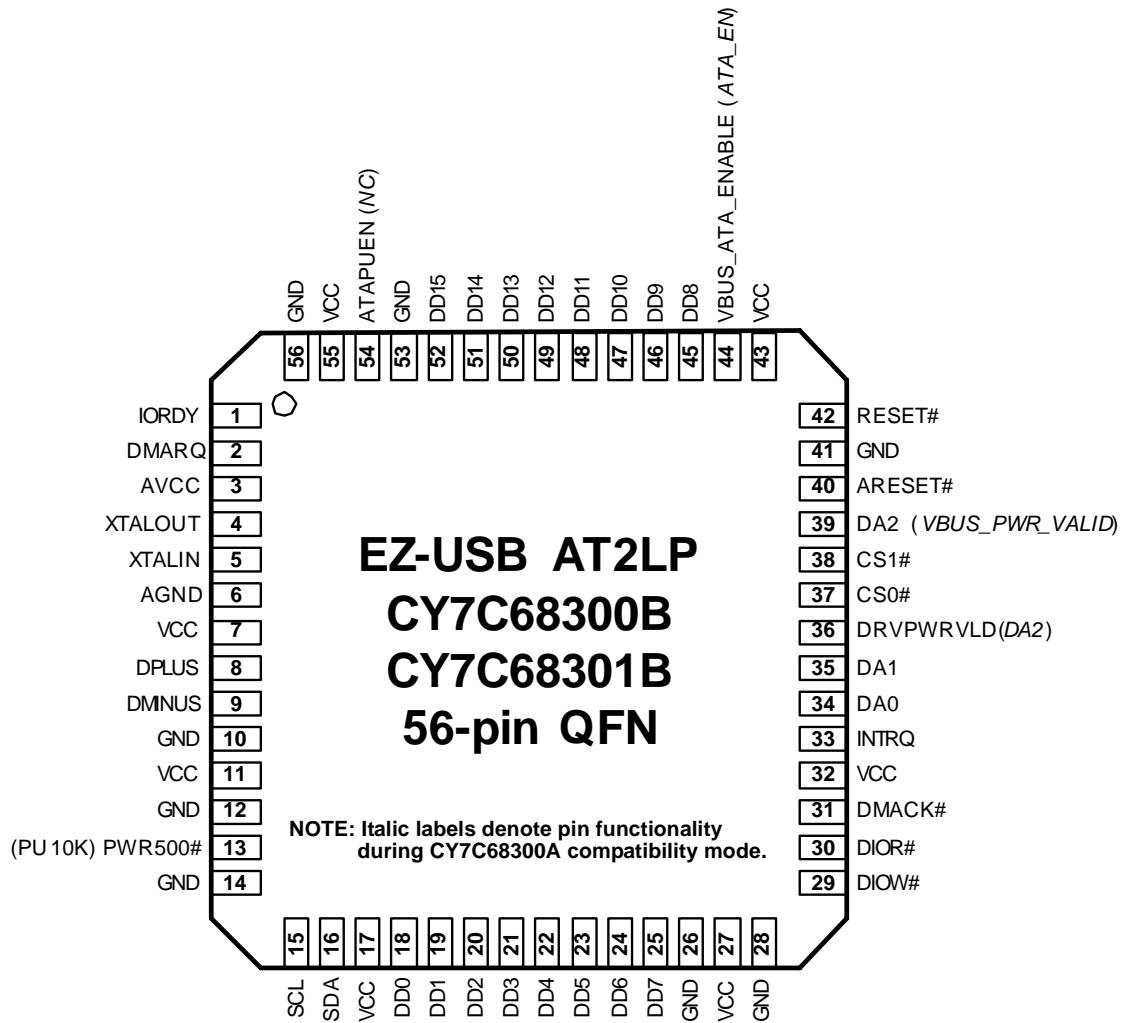 GND
VCC
ATAPUEN (NC)
GND
DD15
DD14
DD13
DD12
DD11
DD10
DD9
DD8
VBUS_ATA_ENABLE (ATA_EN)
VCC
56
55
54
53
52
51
50
49
48
47
46
45
44
43
IORDY 1
DMARQ 2
AVCC 3
XTALOUT 4
XTALIN 5
AGND 6
VCC 7
DPLUS 8
DMINUS 9
GND 10
VCC 11
GND 12
(PU10K) PWR500# 13
GND 14
EZ-USB AT2LP
CY7C68300B
CY7C68301B
56-pin QFN
NOTE: Italic labels denote pin functionality
during CY7C68300A compatibility mode.
42 RESET#
41 GND
40 ARESET#
39 DA2 (VBUS_PWR_VALID)
38 CS1#
37 CS0#
36 DRVPWRVLD(DA2)
35 DA1
34 DA0
33 INTRQ
32 VCC
31 DMACK#
30 DIOR#
29 DIOW#
15
16
17
18
19
20
21
22
23
24
25
26
27
28
SCL
SDA
VCC
DD0
DD1
DD2
DD3
DD4
DD5
DD6
DD7
GND
VCC
GND